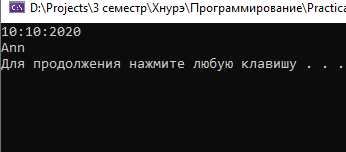 D:\Projects\3 семестр\Хнурэ\Программирование\Practica
10:10:2020
Ann
Для продолжения нажмите любую клавишу . . .